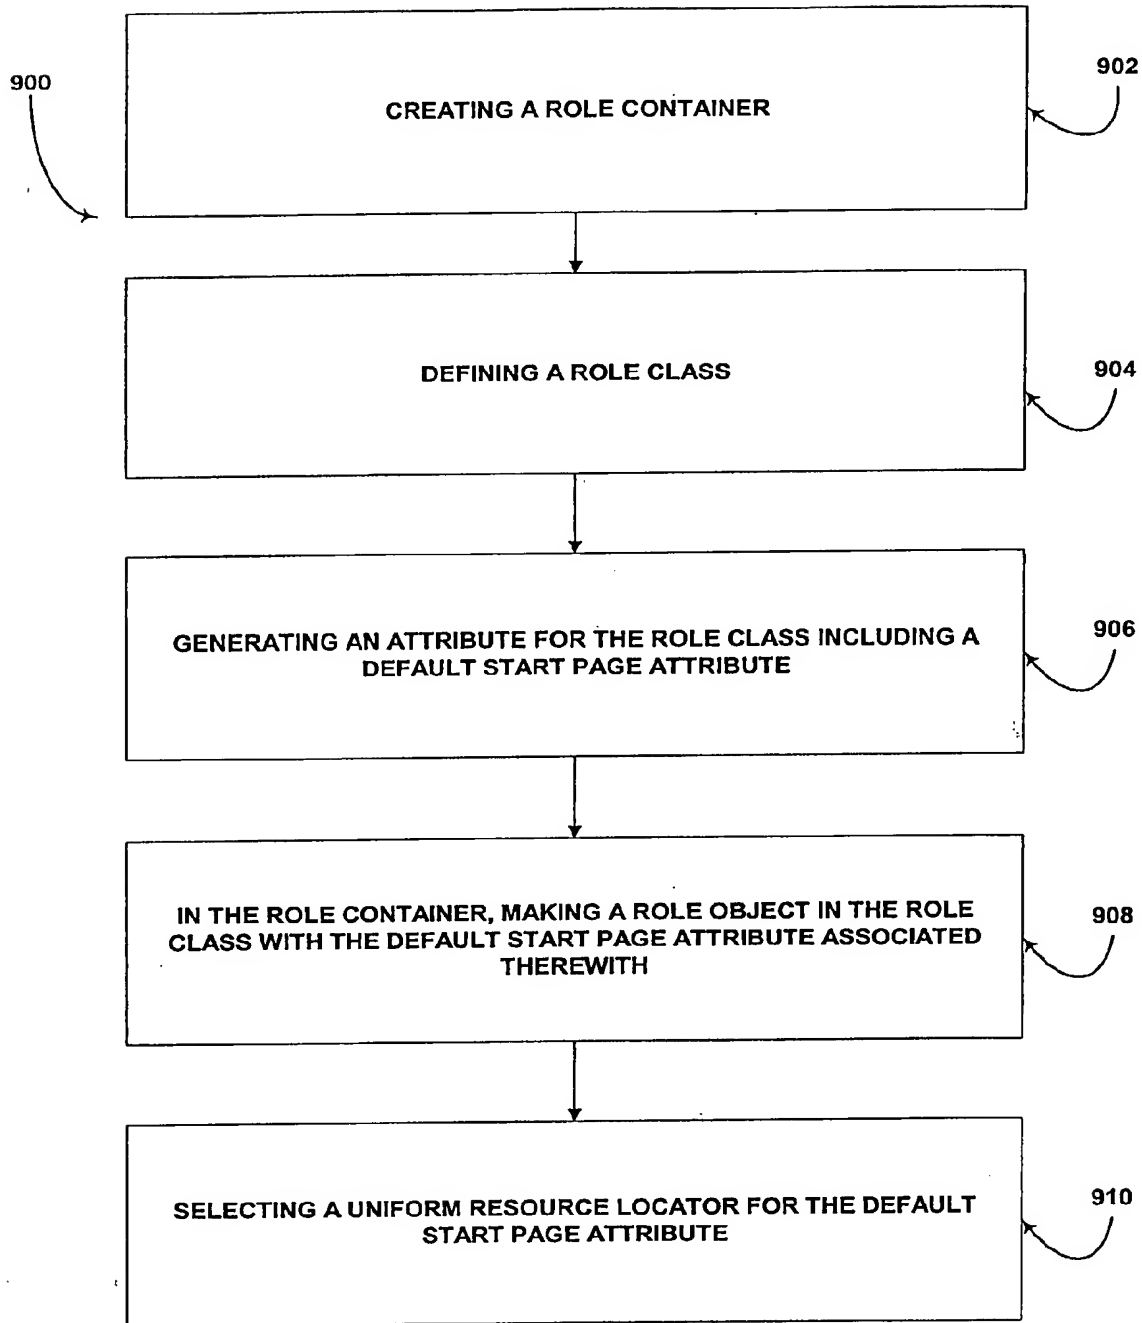 900
902
CREATING A ROLE CONTAINER
904
DEFINING A ROLE CLASS
906
GENERATING AN ATTRIBUTE FOR THE ROLE CLASS INCLUDING A
DEFAULT START PAGE ATTRIBUTE
908
IN THE ROLE CONTAINER, MAKING A ROLE OBJECT IN THE ROLE
CLASS WITH THE DEFAULT START PAGE ATTRIBUTE ASSOCIATED
THEREWITH
910
SELECTING A UNIFORM RESOURCE LOCATOR FOR THE DEFAULT
START PAGE ATTRIBUTE